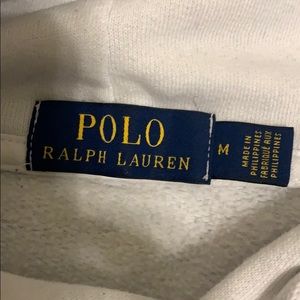 POLO
RALPH LAUREN
M
MADE IN
PHILIPPINES
FABRIQUÉ AUX
PHILIPPINES